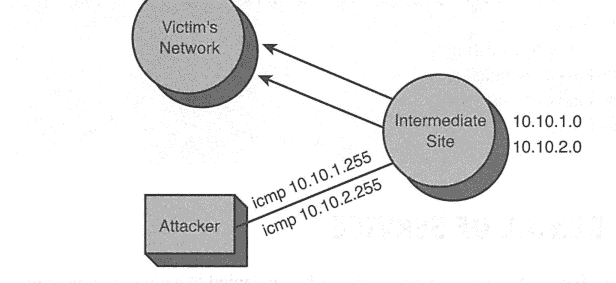 Victim's
Network
Intermediate
Site
10.10.1.0
10.10.2.0
icmp 10.10.1.255
icmp 10.10.2.255
Attacker